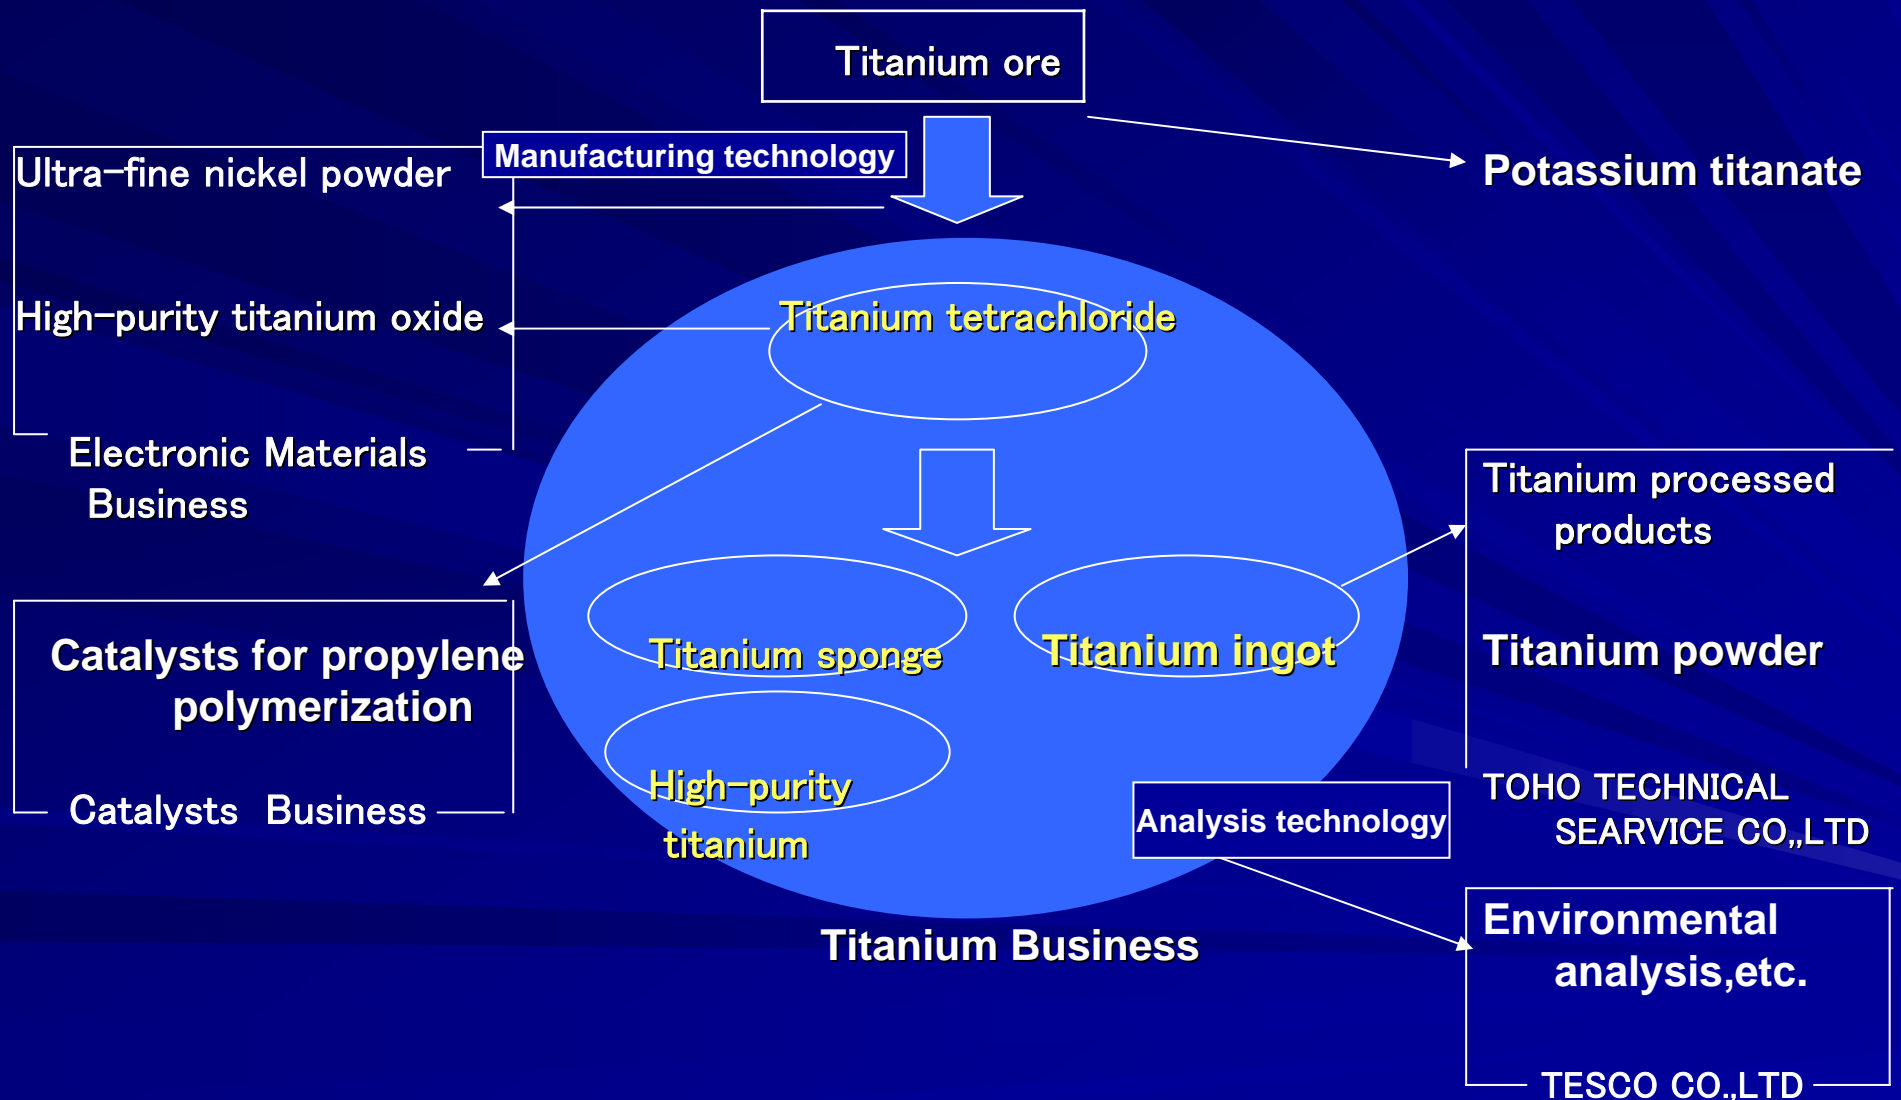 Titanium ore
Manufacturing technology
Ultra-fine nickel powder
Potassium titanate
High-purity titanium oxide
Titanium tetrachloride
Electronic Materials
Business
Titanium processed
products
Catalysts for propylene
polymerization
Titanium sponge
Titanium ingot
Titanium powder
High-purity
titanium
Catalysts Business
Analysis technology
TOHO TECHNICAL
SEARVICE CO,,LTD
Titanium Business
Environmental
analysis,etc.
TESCO CO.,LTD